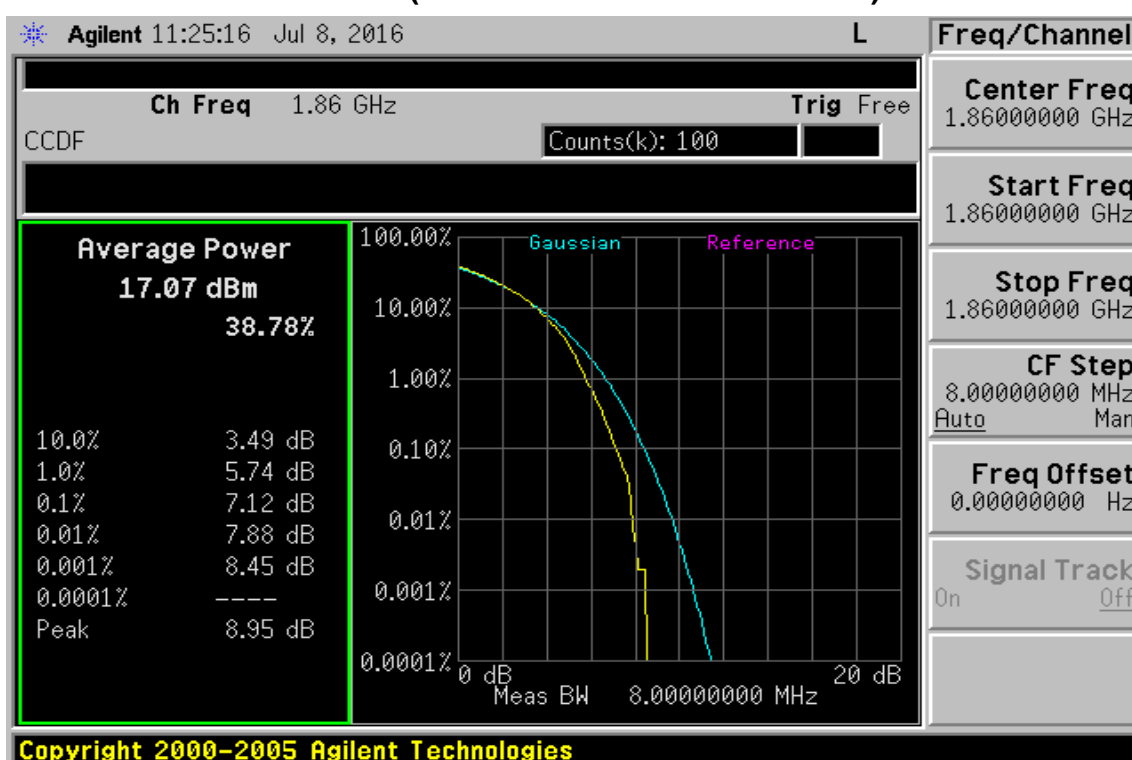 Agilent 11:25:16 Jul 8, 2016 L
Freq/Channel
Ch Freq 1.86 GHz Trig Free
CCDF Counts(k): 100
Average Power
17.07 dBm
38.78%
10.0% 3.49 dB
1.0% 5.74 dB
0.1% 7.12 dB
0.01% 7.88 dB
0.001% 8.45 dB
0.0001% ----
Peak 8.95 dB
Gaussian Reference
100.00%
10.00%
1.00%
0.10%
0.01%
0.001%
0.0001%
0 dB 20 dB
Meas BW 8.00000000 MHz
Center Freq
1.86000000 GHz
Start Freq
1.86000000 GHz
Stop Freq
1.86000000 GHz
CF Step
8.00000000 MHz
Auto Man
Freq Offset
0.00000000 Hz
Signal Track
On Off
Copyright 2000-2005 Agilent Technologies